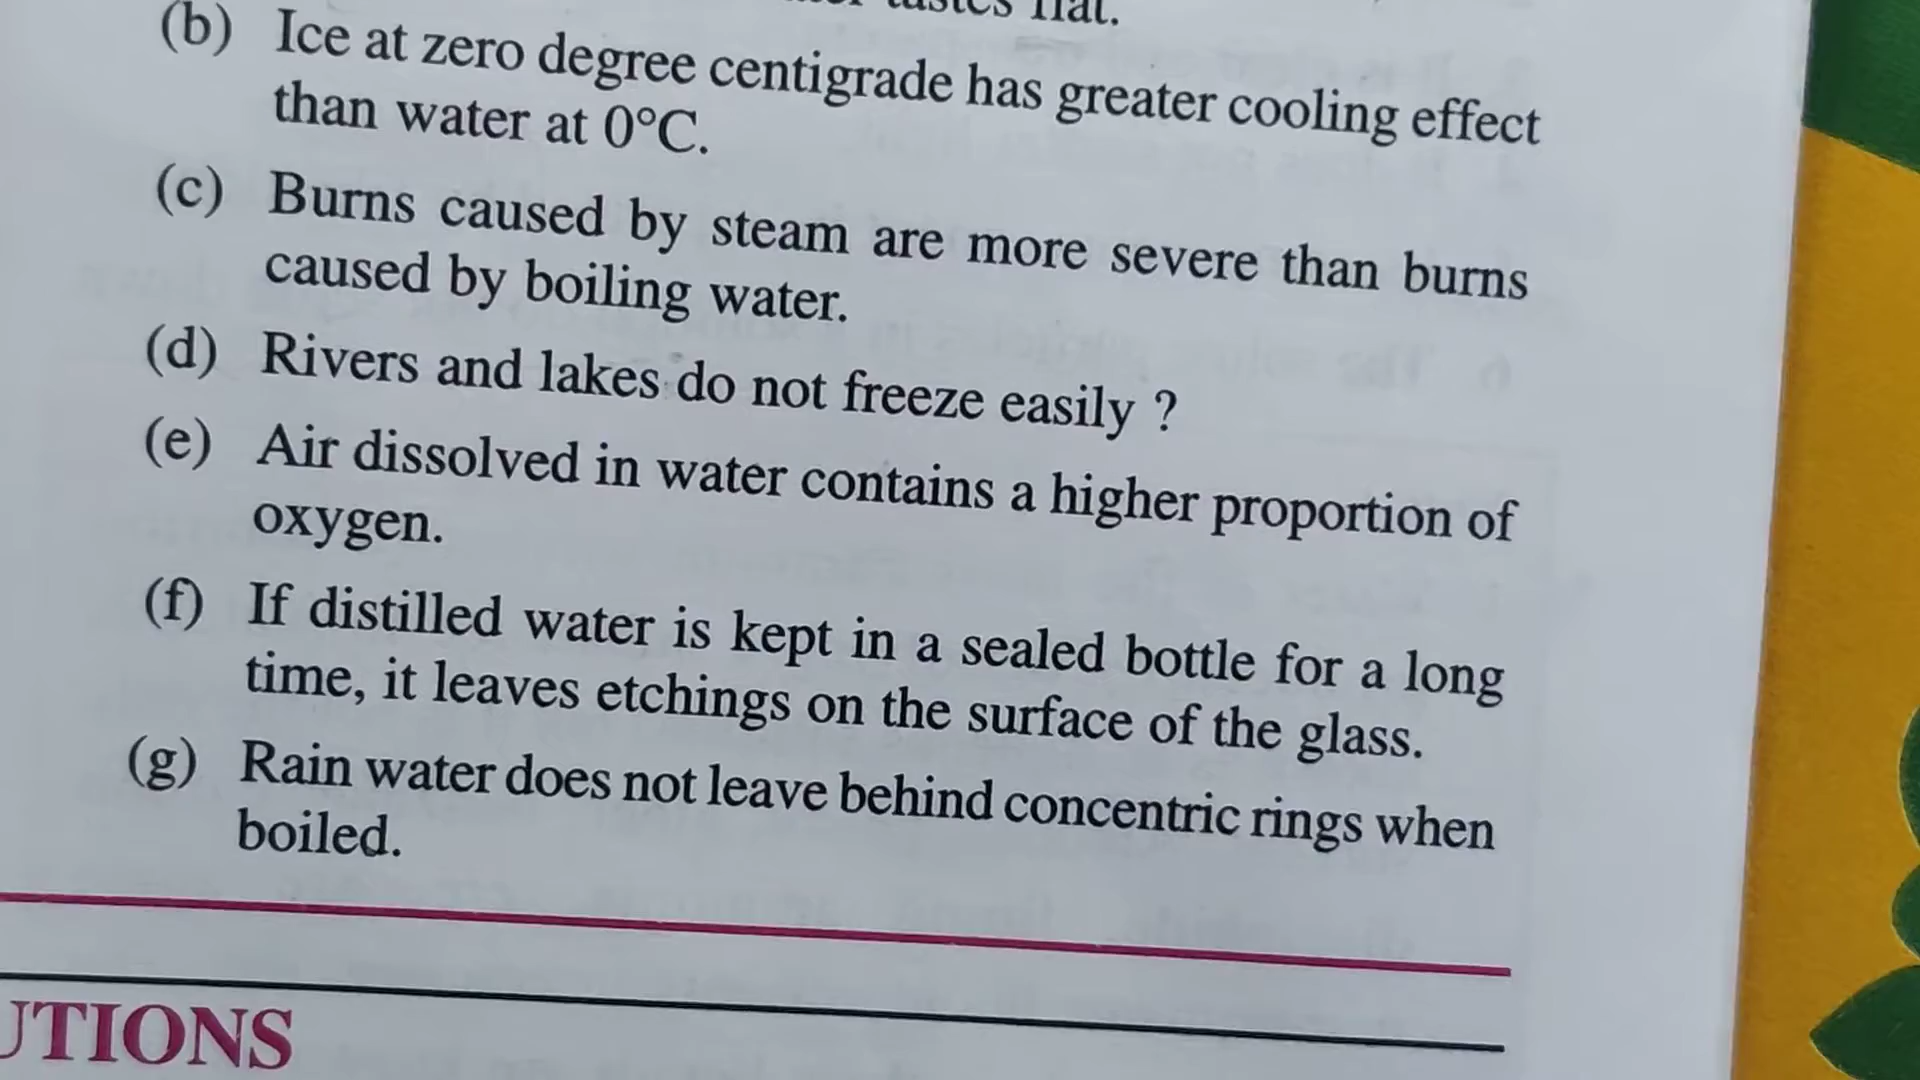 tastes flat.
(b) Ice at zero degree centigrade has greater cooling effect
than water at 0°C.
(c) Burns caused by steam are more severe than burns
caused by boiling water.
(d) Rivers and lakes do not freeze easily ?
(e) Air dissolved in water contains a higher proportion of
oxygen.
(f) If distilled water is kept in a sealed bottle for a long
time, it leaves etchings on the surface of the glass.
(g) Rain water does not leave behind concentric rings when
boiled.
UTIONS